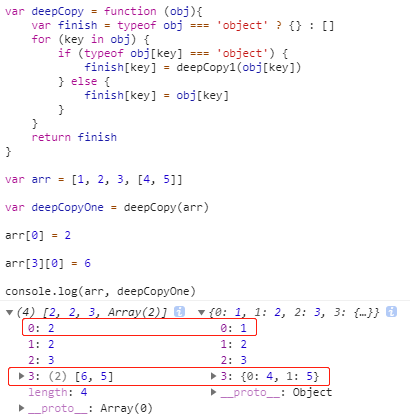 var deepCopy = function (obj){
    var finish = typeof obj === 'object' ? {} : []
    for (key in obj) {
        if (typeof obj[key] === 'object') {
            finish[key] = deepCopy1(obj[key])
        } else {
            finish[key] = obj[key]
        }
    }
    return finish
}
var arr = [1, 2, 3, [4, 5]]
var deepCopyOne = deepCopy(arr)
arr[0] = 2
arr[3][0] = 6
console.log(arr, deepCopyOne)
▼(4) [2, 2, 3, Array(2)] i ▼{0: 1, 1: 2, 2: 3, 3: {…}} i
0: 2 0: 1
1: 2 1: 2
2: 3 2: 3
▶3: (2) [6, 5] ▶3: {0: 4, 1: 5}
length: 4 ▶__proto__: Object
▶__proto__: Array(0)